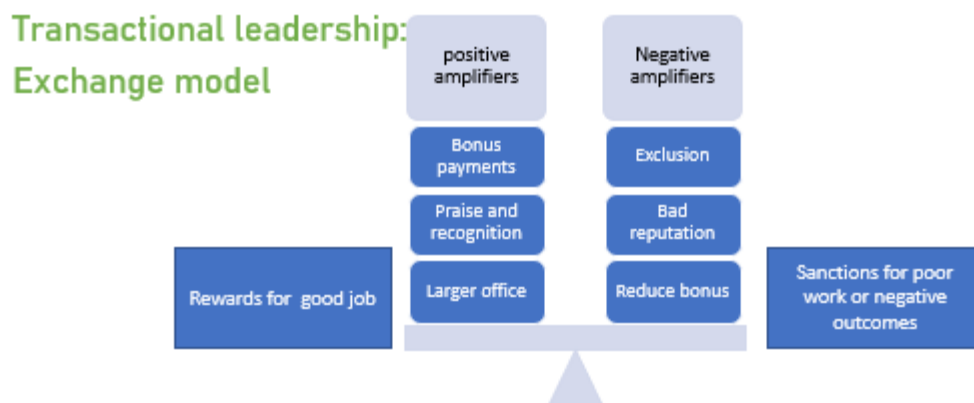 Transactional leadership:
Exchange model
positive
amplifiers
Negative
amplifiers
Bonus
payments
Exclusion
Praise and
recognition
Bad
reputation
Larger office
Reduce bonus
Rewards for good job
Sanctions for poor
work or negative
outcomes